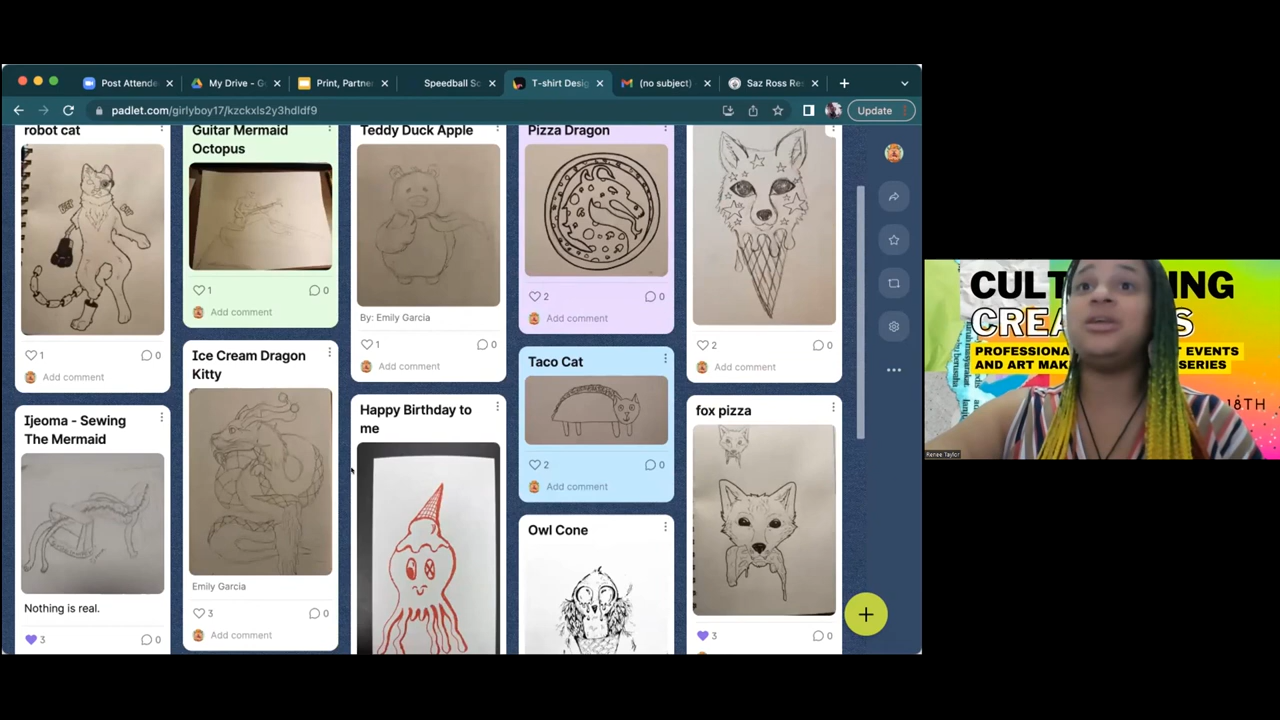 Post Attende
My Drive - G
Print, Partner
Speedball Sc
T-shirt Desig
(no subject)
Saz Ross Res
padlet.com/girlyboy17/kzckxls2y3hdldf9
Update
robot cat
1
0
Add comment
Ijeoma - Sewing
The Mermaid
Nothing is real.
3
0
Guitar Mermaid
Octopus
1
0
Add comment
Ice Cream Dragon
Kitty
Emily Garcia
3
0
Add comment
Teddy Duck Apple
By: Emily Garcia
1
0
Add comment
Happy Birthday to
me
Pizza Dragon
2
0
Add comment
Taco Cat
2
0
Add comment
Owl Cone
2
0
Add comment
fox pizza
3
0
CULT ING
CREA S
PROFESSIONA T EVENTS
AND ART MAK SERIES
18TH
Renee Taylor